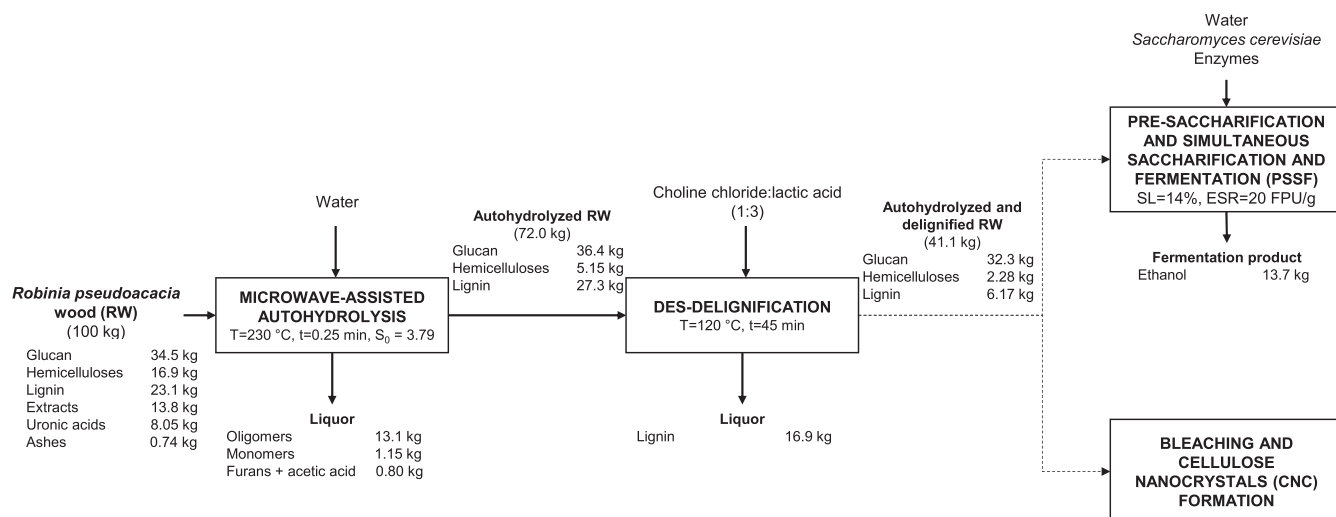 Robinia pseudoacacia
wood (RW)
(100 kg)
Glucan 34.5 kg
Hemicelluloses 16.9 kg
Lignin 23.1 kg
Extracts 13.8 kg
Uronic acids 8.05 kg
Ashes 0.74 kg
Water
MICROWAVE-ASSISTED
AUTOHYDROLYSIS
T=230 °C, t=0.25 min, S0 = 3.79
Liquor
Oligomers 13.1 kg
Monomers 1.15 kg
Furans + acetic acid 0.80 kg
Autohydrolyzed RW
(72.0 kg)
Glucan 36.4 kg
Hemicelluloses 5.15 kg
Lignin 27.3 kg
Choline chloride:lactic acid
(1:3)
DES-DELIGNIFICATION
T=120 °C, t=45 min
Liquor
Lignin 16.9 kg
Autohydrolyzed and
delignified RW
(41.1 kg)
Glucan 32.3 kg
Hemicelluloses 2.28 kg
Lignin 6.17 kg
Water
Saccharomyces cerevisiae
Enzymes
PRE-SACCHARIFICATION
AND SIMULTANEOUS
SACCHARIFICATION AND
FERMENTATION (PSSF)
SL=14%, ESR=20 FPU/g
Fermentation product
Ethanol 13.7 kg
BLEACHING AND
CELLULOSE
NANOCRYSTALS (CNC)
FORMATION